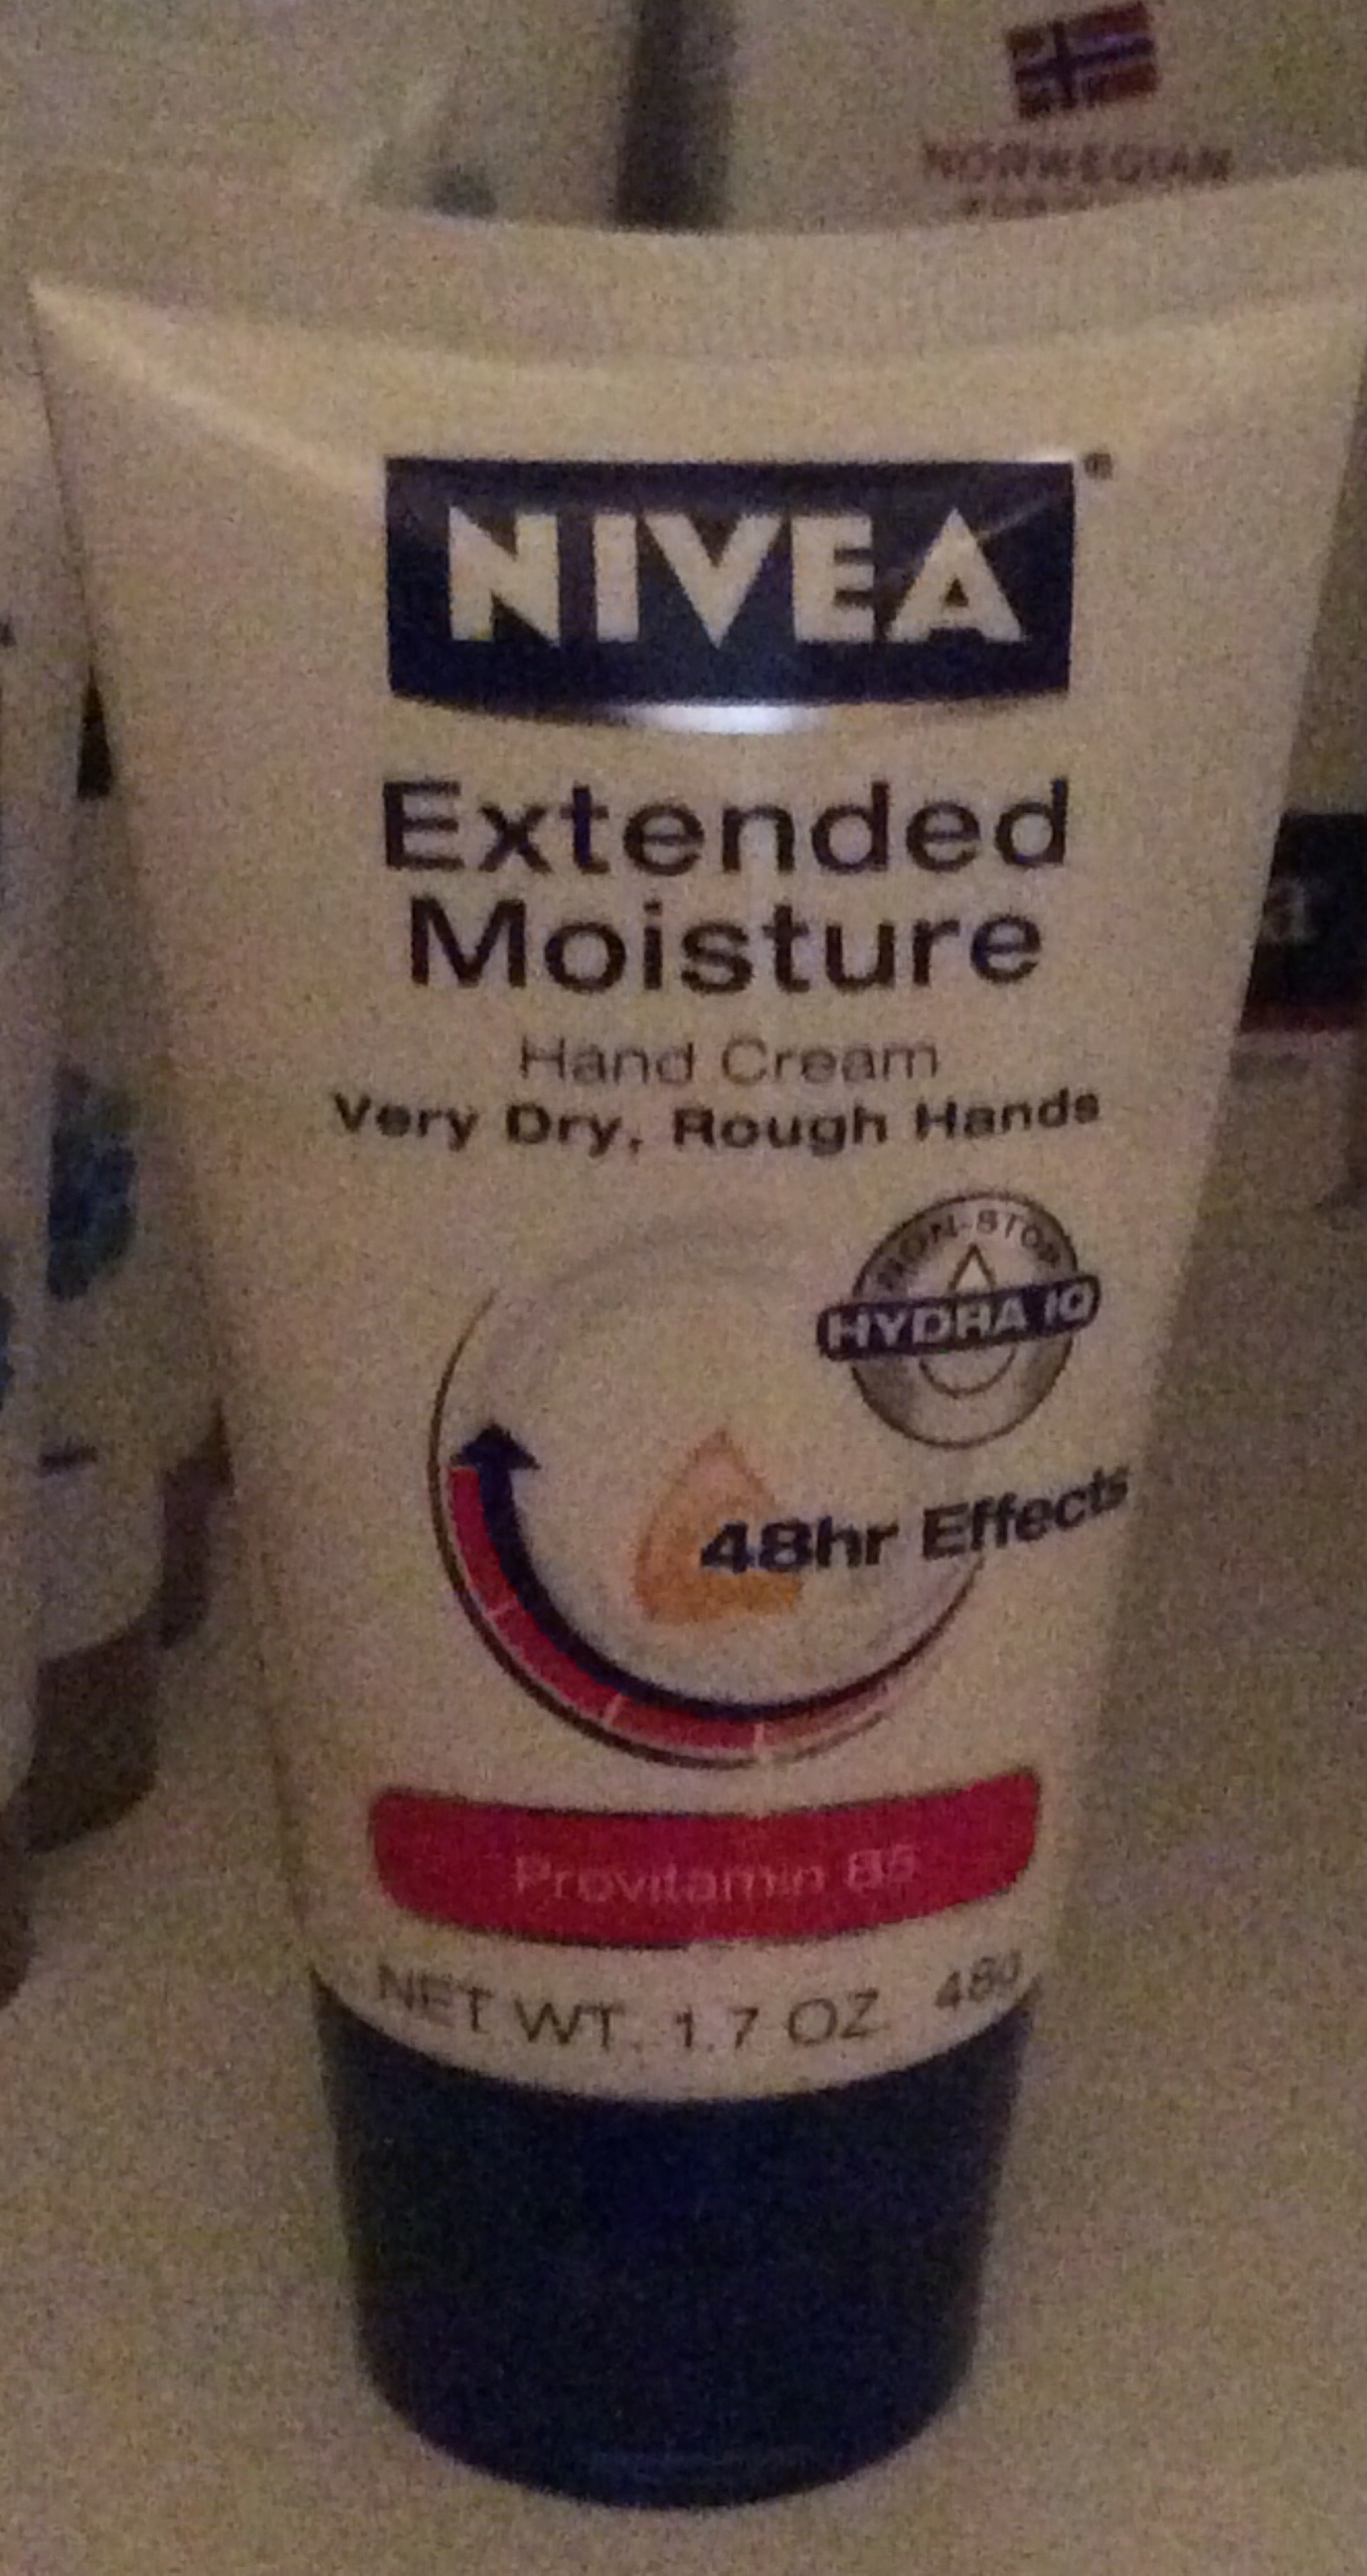 NORWEGIAN
NIVEA®
Extended
Moisture
Hand Cream
Very Dry, Rough Hands
NON-STOP
HYDRA IQ
48hr Effects
Provitamin B5
NET WT. 1.7 OZ. 48g
a